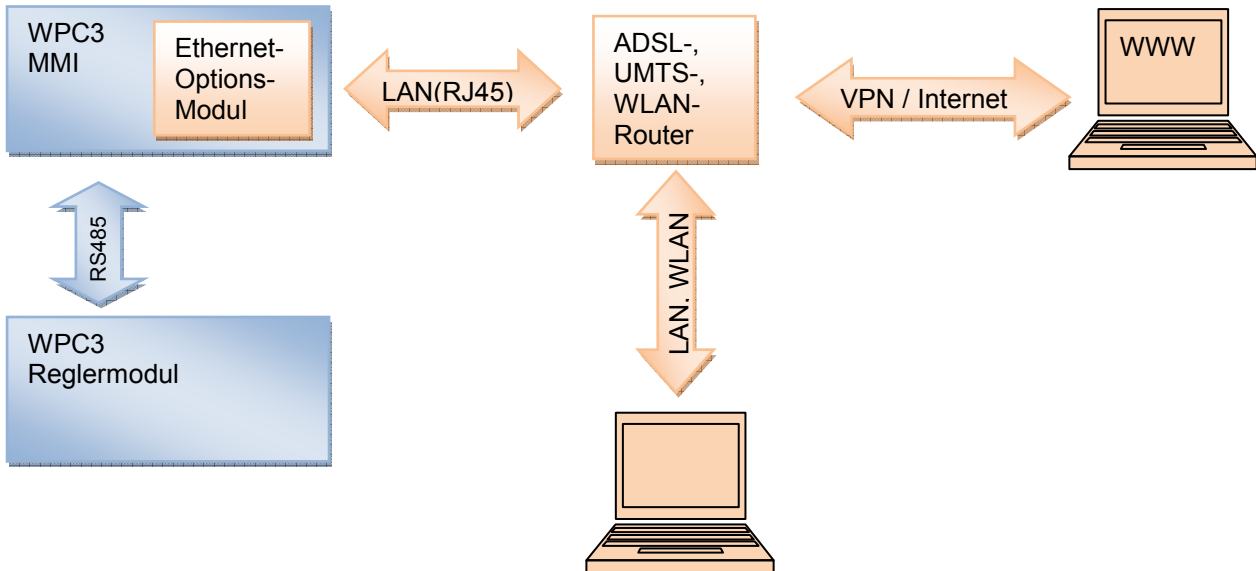 WPC3
MMI
Ethernet-
Options-
Modul
LAN(RJ45)
ADSL-,
UMTS-,
WLAN-
Router
VPN / Internet
WWW
RS485
LAN, WLAN
WPC3
Reglermodul